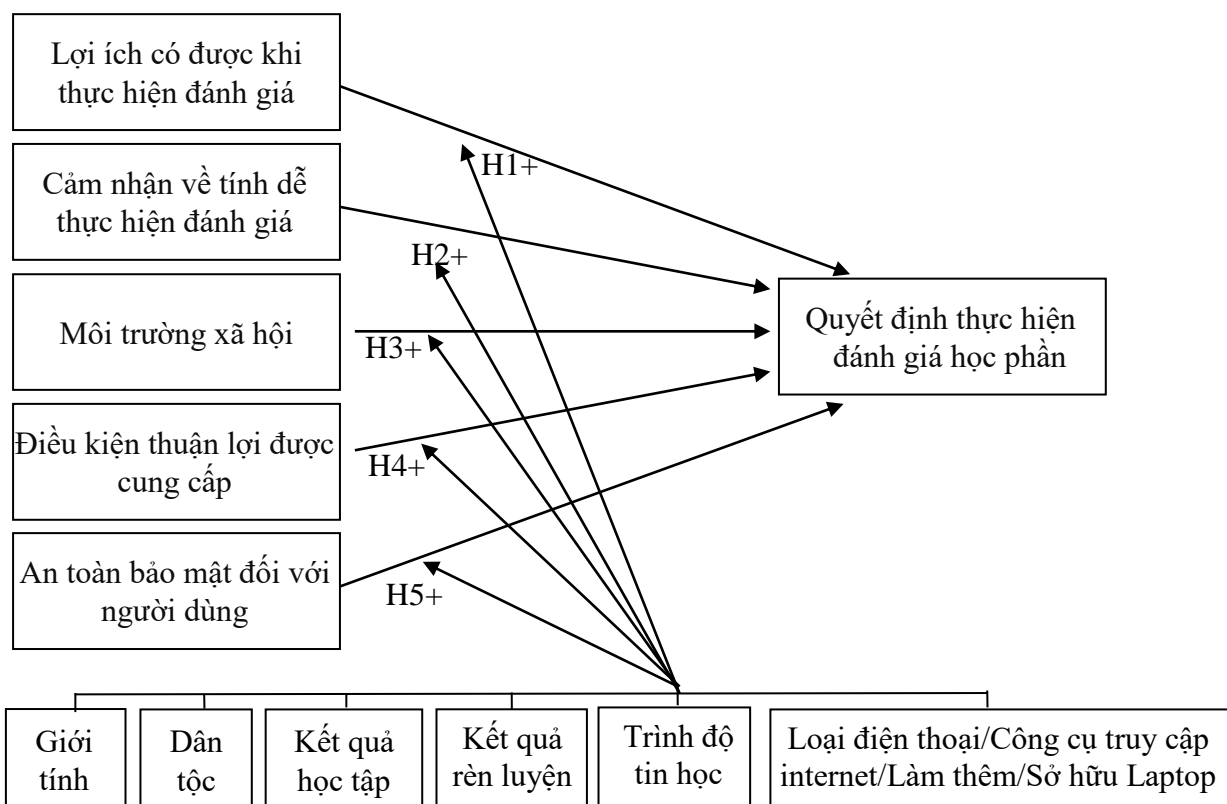 Lợi ích có được khi
thực hiện đánh giá
H1+
Cảm nhận về tính dễ
thực hiện đánh giá
H2+
Môi trường xã hội
H3+
Quyết định thực hiện
đánh giá học phần
Điều kiện thuận lợi được
cung cấp
H4+
An toàn bảo mật đối với
người dùng
H5+
Giới
tính
Dân
tộc
Kết quả
học tập
Kết quả
rèn luyện
Trình độ
tin học
Loại điện thoại/Công cụ truy cập
internet/Làm thêm/Sở hữu Laptop